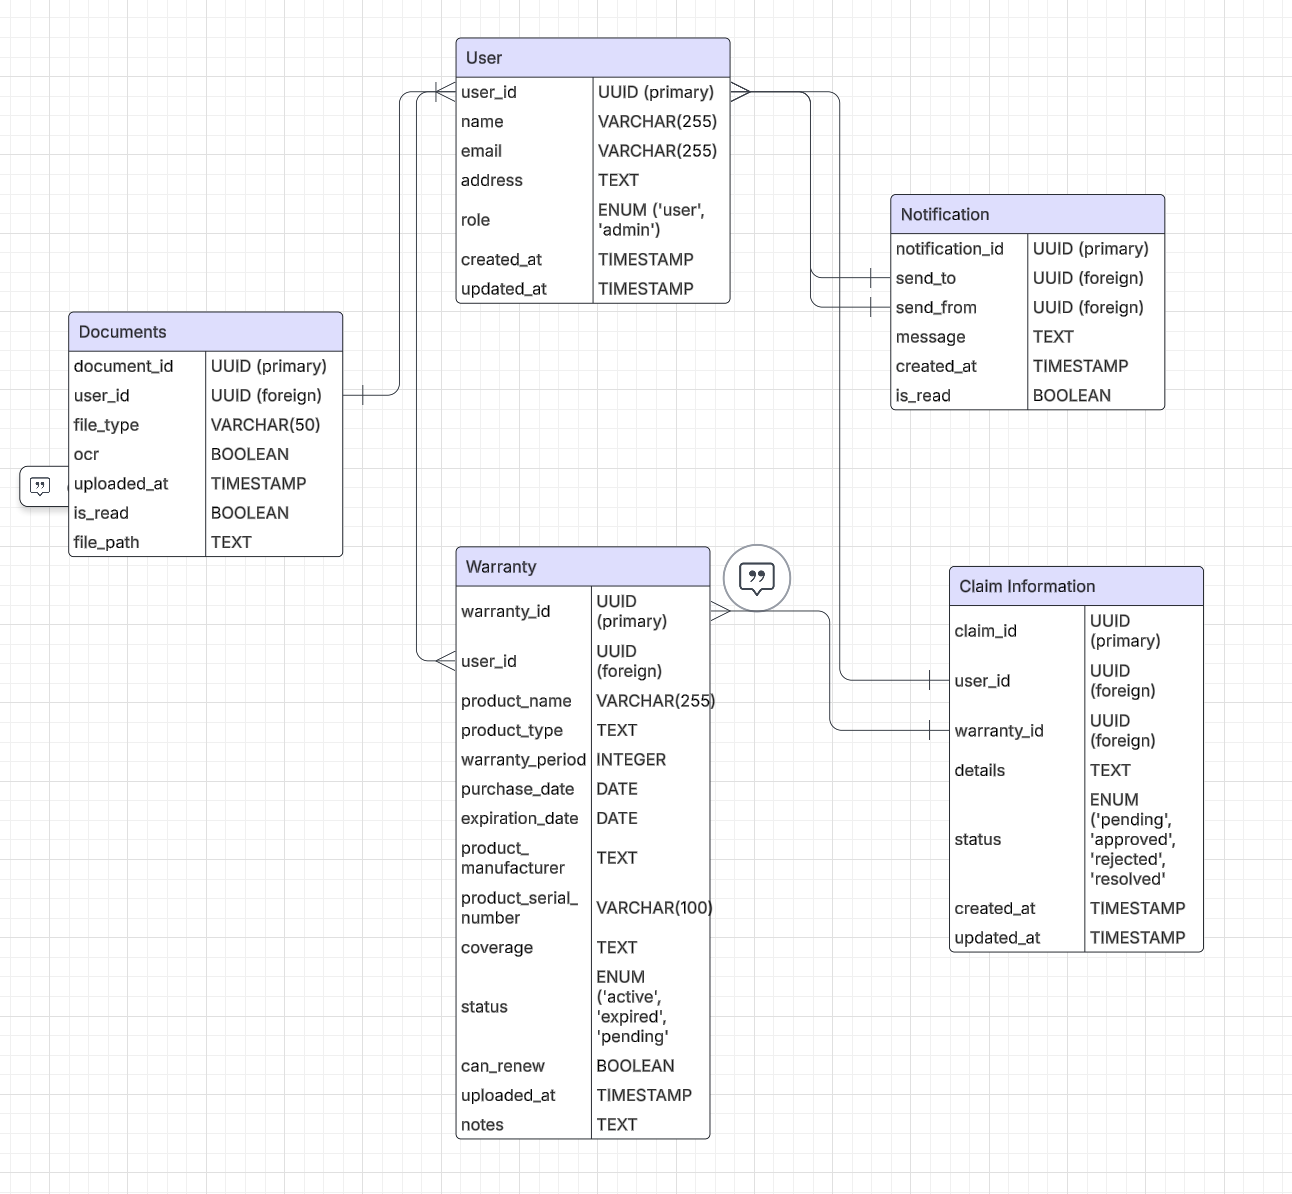 User
user_id UUID (primary)
name VARCHAR(255)
email VARCHAR(255)
address TEXT
role ENUM ('user',
'admin')
created_at TIMESTAMP
updated_at TIMESTAMP
Notification
notification_id UUID (primary)
send_to UUID (foreign)
send_from UUID (foreign)
message TEXT
created_at TIMESTAMP
is_read BOOLEAN
Documents
document_id UUID (primary)
user_id UUID (foreign)
file_type VARCHAR(50)
ocr BOOLEAN
uploaded_at TIMESTAMP
is_read BOOLEAN
file_path TEXT
Warranty
warranty_id UUID
(primary)
user_id UUID
(foreign)
product_name VARCHAR(255)
product_type TEXT
warranty_period INTEGER
purchase_date DATE
expiration_date DATE
product_
manufacturer TEXT
product_serial_
number VARCHAR(100)
coverage TEXT
status ENUM
('active',
'expired',
'pending'
can_renew BOOLEAN
uploaded_at TIMESTAMP
notes TEXT
Claim Information
claim_id UUID
(primary)
user_id UUID
(foreign)
warranty_id UUID
(foreign)
details TEXT
status ENUM
('pending',
'approved',
'rejected',
'resolved'
created_at TIMESTAMP
updated_at TIMESTAMP